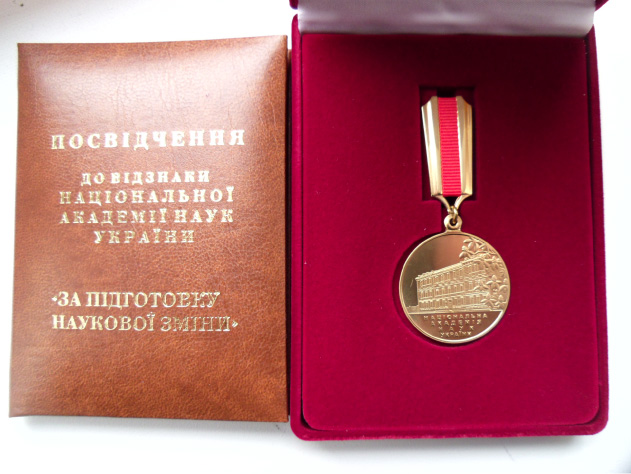 ПОСВІДЧЕННЯ
ДО ВІДЗНАКИ
НАЦІОНАЛЬНОЇ
АКАДЕМІЇ НАУК
УКРАЇНИ
«ЗА ПІДГОТОВКУ
НАУКОВОЇ ЗМІНИ»
НАЦІОНАЛЬНА
АКАДЕМІЯ
НАУК
УКРАЇНИ